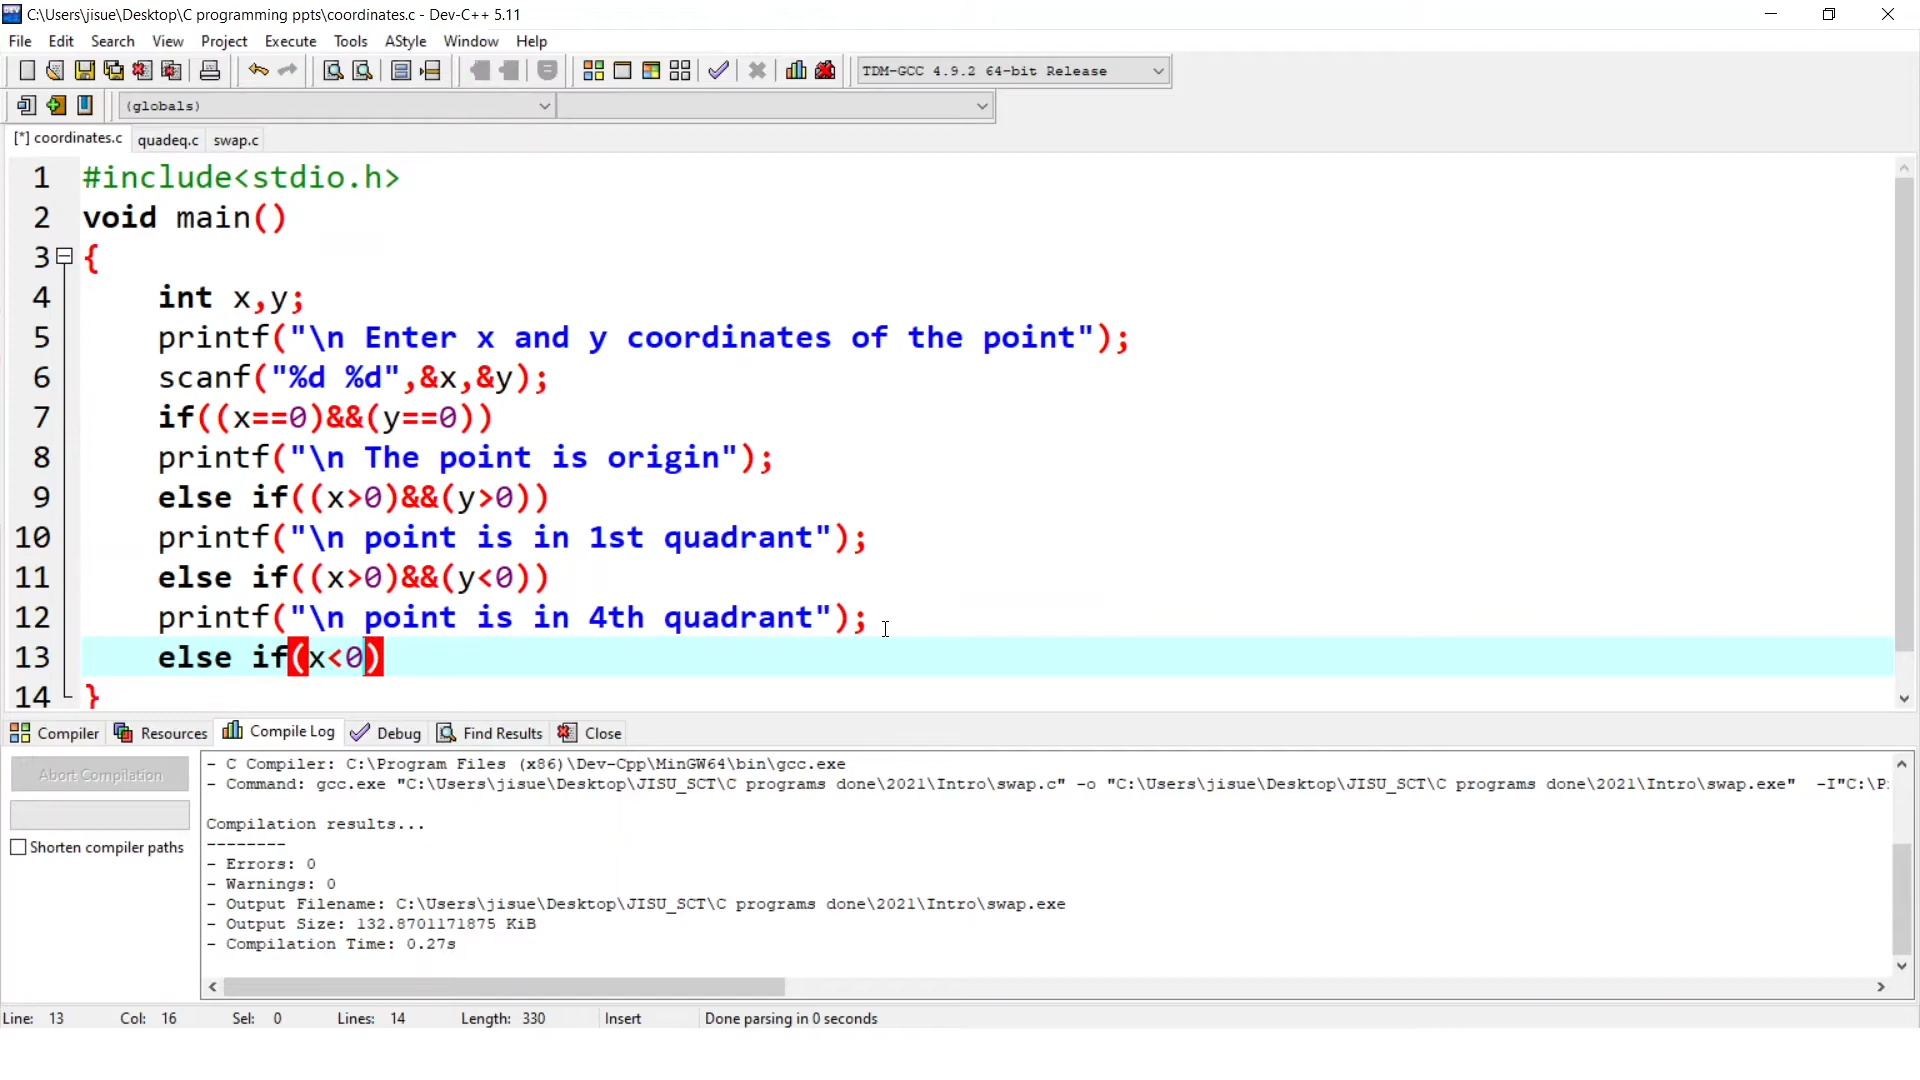 C:\Users\jisue\Desktop\C programming ppts\coordinates.c - Dev-C++ 5.11
File Edit Search View Project Execute Tools AStyle Window Help
TDM-GCC 4.9.2 64-bit Release
(globals)
[*] coordinates.c quadeq.c swap.c
1 #include<stdio.h>
2 void main()
3 {
4 int x,y;
5 printf("\n Enter x and y coordinates of the point");
6 scanf("%d %d",&x,&y);
7 if((x==0)&&(y==0))
8 printf("\n The point is origin");
9 else if((x>0)&&(y>0))
10 printf("\n point is in 1st quadrant");
11 else if((x>0)&&(y<0))
12 printf("\n point is in 4th quadrant");
13 else if(x<0)
14 }
Compiler Resources Compile Log Debug Find Results Close
Abort Compilation
Shorten compiler paths
- C Compiler: C:\Program Files (x86)\Dev-Cpp\MinGW64\bin\gcc.exe
- Command: gcc.exe "C:\Users\jisue\Desktop\JISU_SCT\C programs done\2021\Intro\swap.c" -o "C:\Users\jisue\Desktop\JISU_SCT\C programs done\2021\Intro\swap.exe" -I"C:\P
Compilation results...
--------
- Errors: 0
- Warnings: 0
- Output Filename: C:\Users\jisue\Desktop\JISU_SCT\C programs done\2021\Intro\swap.exe
- Output Size: 132.8701171875 KiB
- Compilation Time: 0.27s
Line: 13 Col: 16 Sel: 0 Lines: 14 Length: 330 Insert Done parsing in 0 seconds